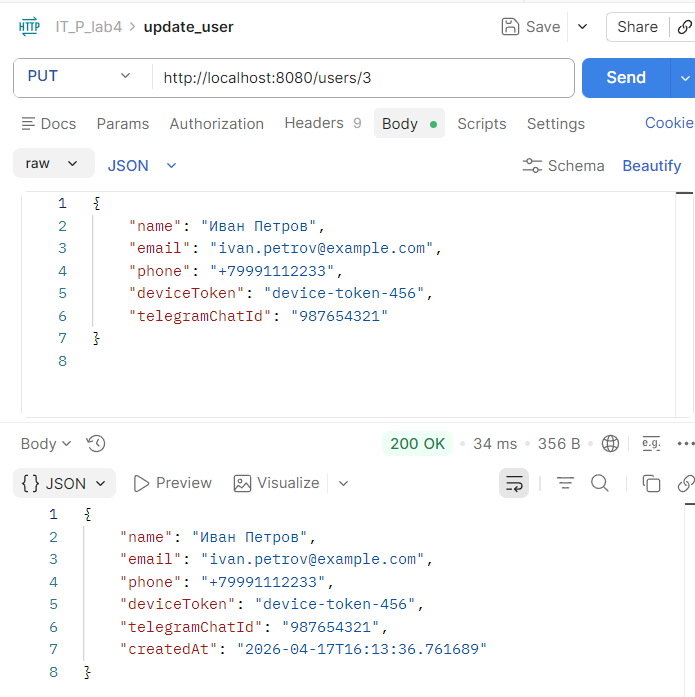 HTTP IT_P_lab4 > update_user Save Share
PUT http://localhost:8080/users/3 Send
Docs Params Authorization Headers 9 Body Scripts Settings Cookie
raw JSON Schema Beautify
1 {
2 "name": "Иван Петров",
3 "email": "ivan.petrov@example.com",
4 "phone": "+79991112233",
5 "deviceToken": "device-token-456",
6 "telegramChatId": "987654321"
7 }
8
Body 200 OK 34 ms 356 B e.g.
{} JSON Preview Visualize
1 {
2 "name": "Иван Петров",
3 "email": "ivan.petrov@example.com",
4 "phone": "+79991112233",
5 "deviceToken": "device-token-456",
6 "telegramChatId": "987654321",
7 "createdAt": "2026-04-17T16:13:36.761689"
8 }